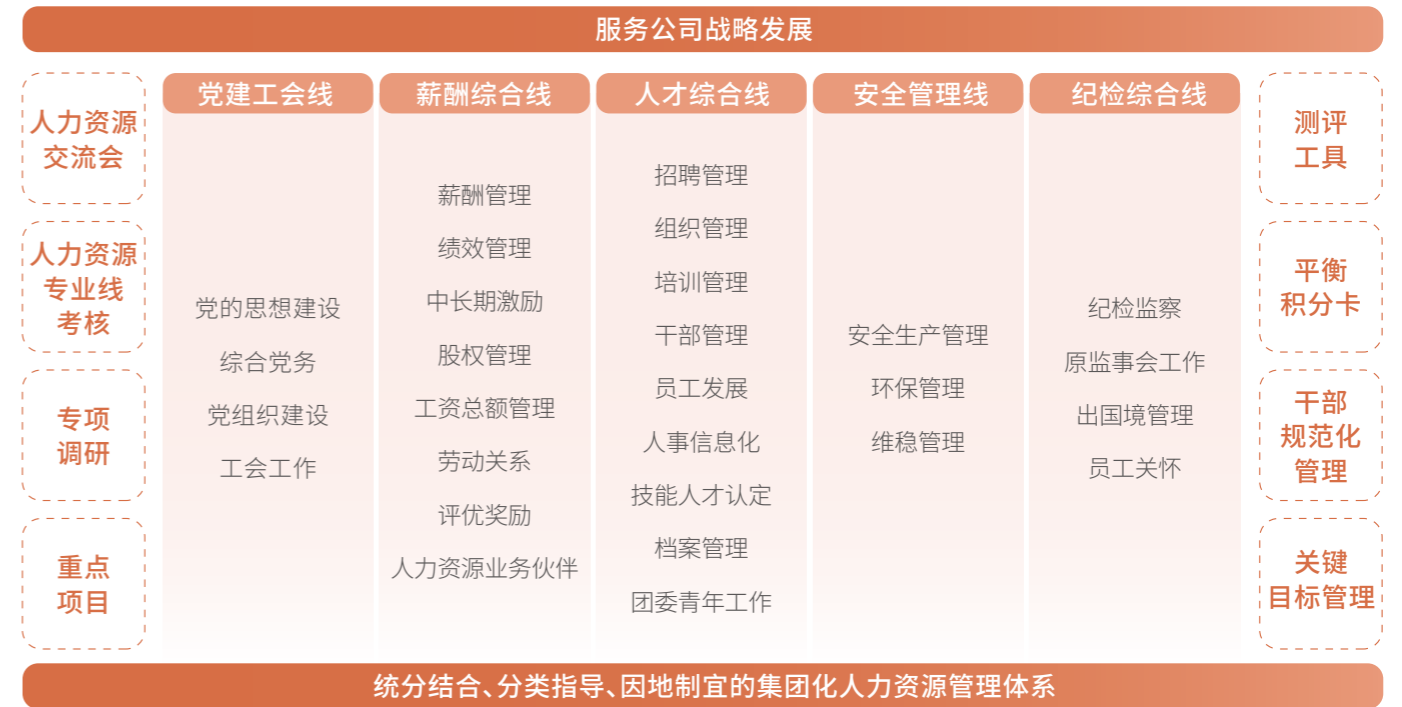 服务公司战略发展
人力资源
交流会
人力资源
专业线
考核
专项
调研
重点
项目
党建工会线
党的思想建设
综合党务
党组织建设
工会工作
薪酬综合线
薪酬管理
绩效管理
中长期激励
股权管理
工资总额管理
劳动关系
评优奖励
人力资源业务伙伴
人才综合线
招聘管理
组织管理
培训管理
干部管理
员工发展
人事信息化
技能人才认定
档案管理
团委青年工作
安全管理线
安全生产管理
环保管理
维稳管理
纪检综合线
纪检监察
原监事会工作
出国境管理
员工关怀
测评
工具
平衡
积分卡
干部
规范化
管理
关键
目标管理
统分结合、分类指导、因地制宜的集团化人力资源管理体系